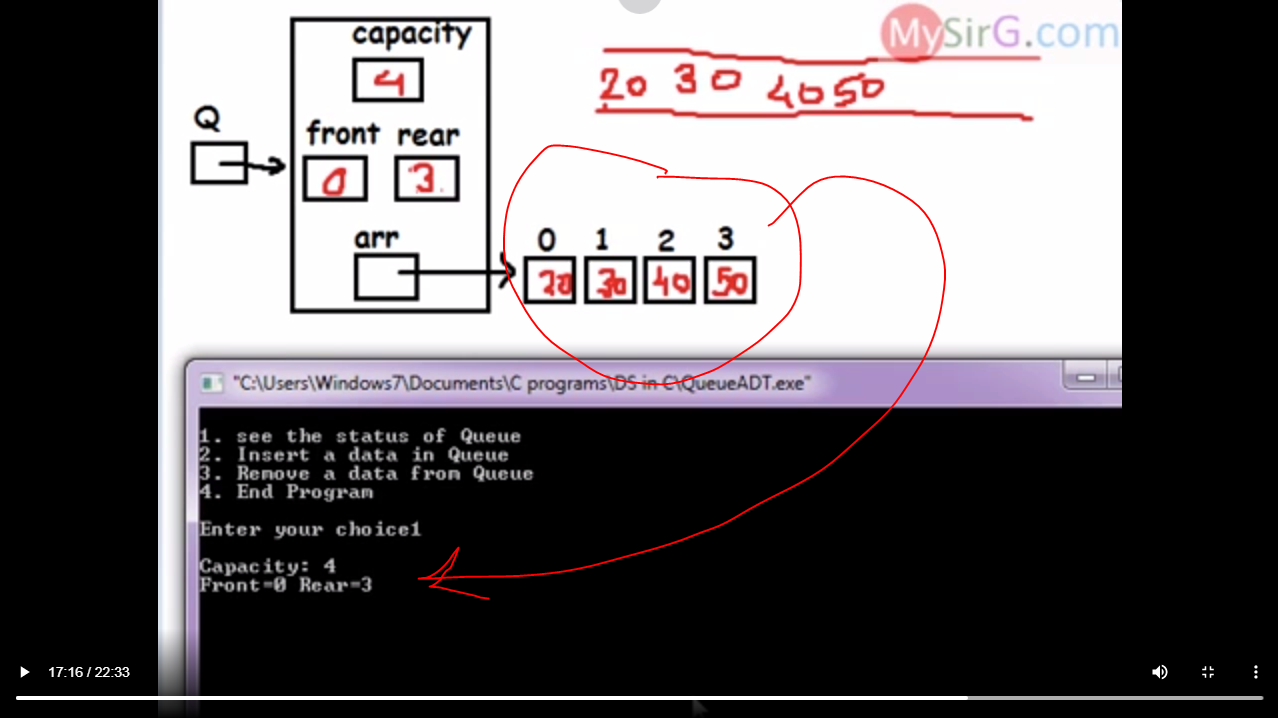 MySirG.com
capacity
4
20 30 40 50
Q
front rear
0 3
arr
0 1 2 3
20 30 40 50
"C:\Users\Windows7\Documents\C programs\DS in C\QueueADT.exe"
1. see the status of Queue
2. Insert a data in Queue
3. Remove a data from Queue
4. End Program
Enter your choice1
Capacity: 4
Front=0 Rear=3
17:16 / 22:33